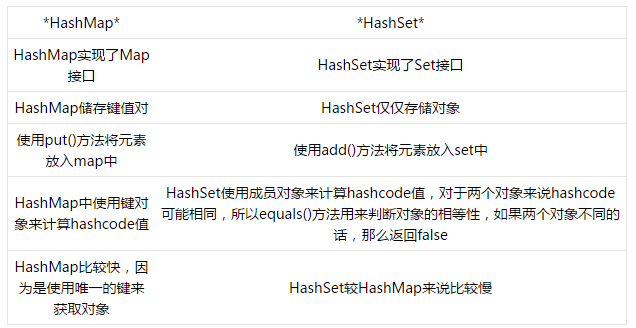 *HashMap*
*HashSet*
HashMap实现了Map
接口
HashSet实现了Set接口
HashMap储存键值对
HashSet仅仅存储对象
使用put()方法将元素
放入map中
使用add()方法将元素放入set中
HashMap中使用键对
象来计算hashcode值
HashSet使用成员对象来计算hashcode值，对于两个对象来说hashcode
可能相同，所以equals()方法用来判断对象的相等性，如果两个对象不同的
话，那么返回false
HashMap比较快，因
为是使用唯一的键来
获取对象
HashSet较HashMap来说比较慢